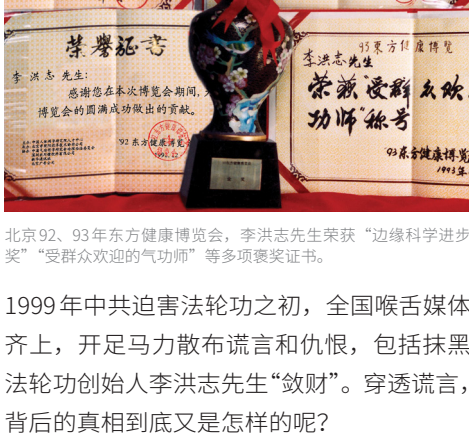 荣誉证书
李洪志先生:
感谢您在本次博览会期间,
博览会的圆满成功做出的贡献。
'92东方健康博览
1992.12
93東方健康博覽
李洪志先生
荣获“受群众欢
功师”称号
'93东方健康博览
1993年
北京92、93年东方健康博览会，李洪志先生荣获“边缘科学进步
奖”“受群众欢迎的气功师”等多项褒奖证书。
1999年中共迫害法轮功之初，全国喉舌媒体
齐上，开足马力散布谎言和仇恨，包括抹黑
法轮功创始人李洪志先生“敛财”。穿透谎言，
背后的真相到底又是怎样的呢？